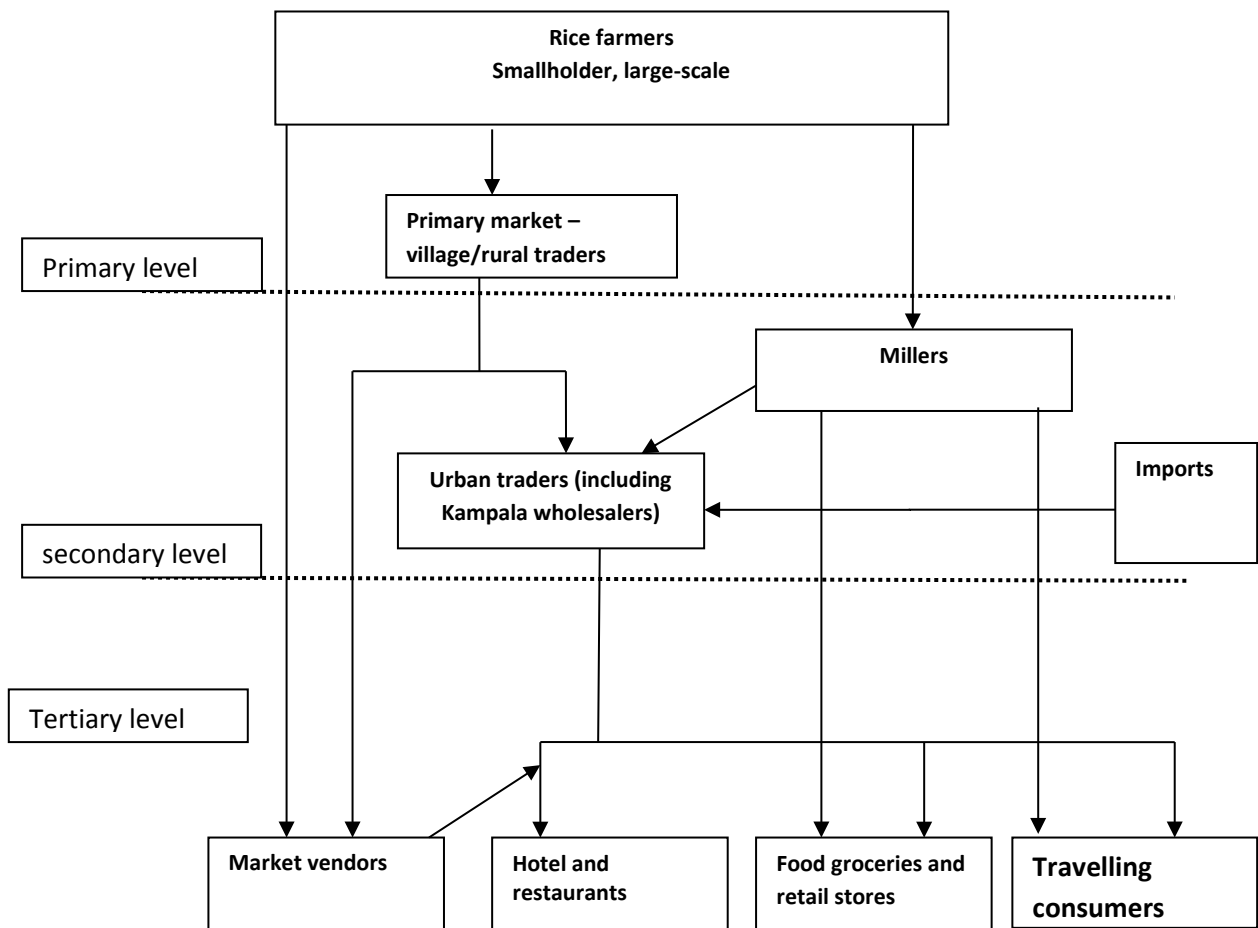 Rice farmers
Smallholder, large-scale
Primary market –
village/rural traders
Primary level
Millers
Urban traders (including
Kampala wholesalers)
Imports
secondary level
Tertiary level
Market vendors
Hotel and
restaurants
Food groceries and
retail stores
Travelling
consumers